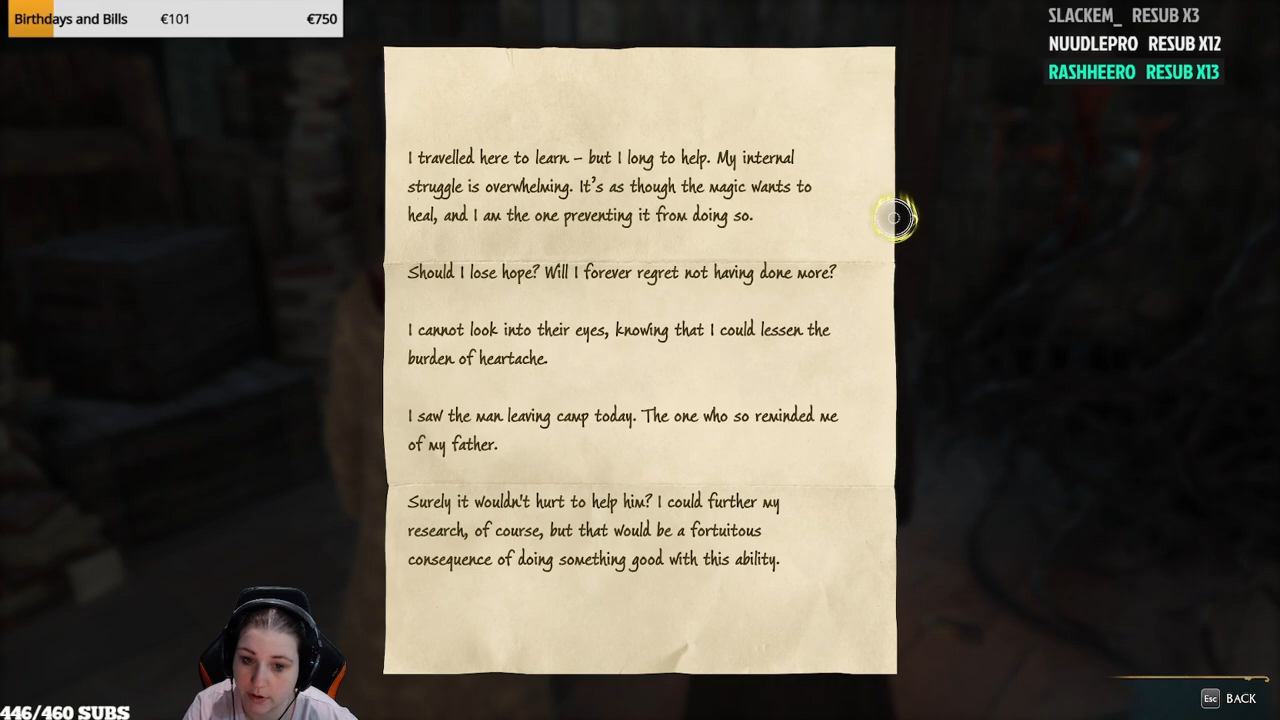 Birthdays and Bills €101 €750
SLACKEM_ RESUB X3
NUUDLEPRO RESUB X12
RASHHEERO RESUB X13
I travelled here to learn – but I long to help. My internal
struggle is overwhelming. It's as though the magic wants to
heal, and I am the one preventing it from doing so.
Should I lose hope? Will I forever regret not having done more?
I cannot look into their eyes, knowing that I could lessen the
burden of heartache.
I saw the man leaving camp today. The one who so reminded me
of my father.
Surely it wouldn't hurt to help him? I could further my
research, of course, but that would be a fortuitous
consequence of doing something good with this ability.
446/460 SUBS
Esc BACK